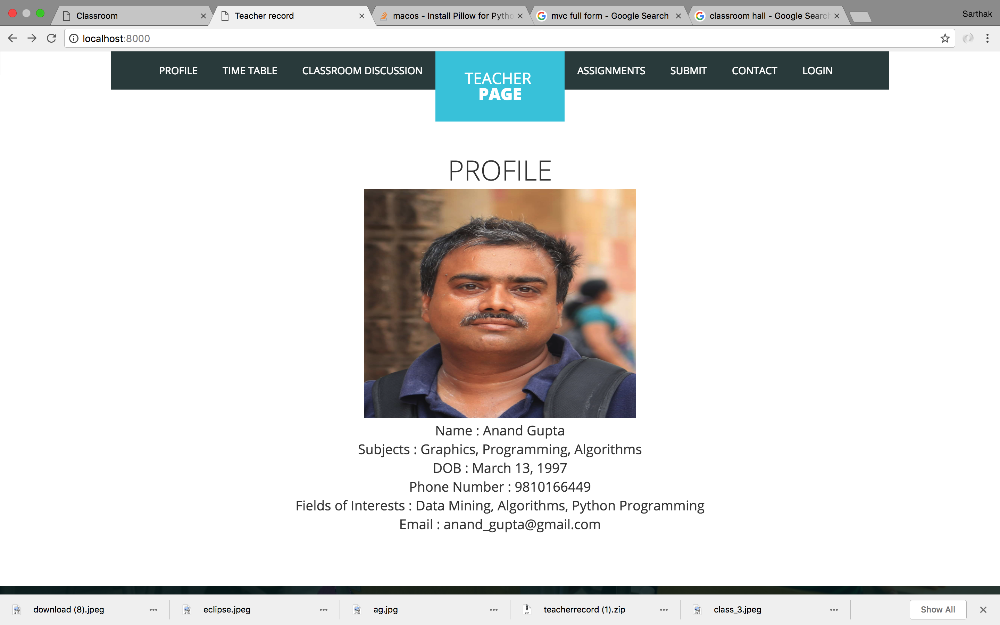 Classroom
Teacher record
macos - Install Pillow for Pytho
mvc full form - Google Search
classroom hall - Google Search
Sarthak
localhost:8000
PROFILE
TIME TABLE
CLASSROOM DISCUSSION
TEACHER
PAGE
ASSIGNMENTS
SUBMIT
CONTACT
LOGIN
PROFILE
Name : Anand Gupta
Subjects : Graphics, Programming, Algorithms
DOB : March 13, 1997
Phone Number : 9810166449
Fields of Interests : Data Mining, Algorithms, Python Programming
Email : anand_gupta@gmail.com
download (8).jpeg
eclipse.jpeg
ag.jpg
teacherrecord (1).zip
class_3.jpeg
Show All